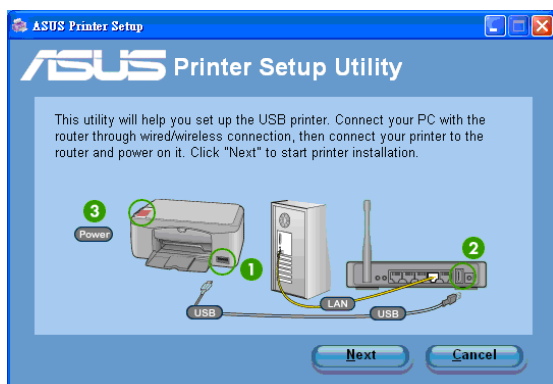 ASUS Printer Setup
ASUS Printer Setup Utility
This utility will help you set up the USB printer. Connect your PC with the
router through wired/wireless connection, then connect your printer to the
router and power on it. Click "Next" to start printer installation.
3
Power
1
2
LAN
USB
USB
Next
Cancel